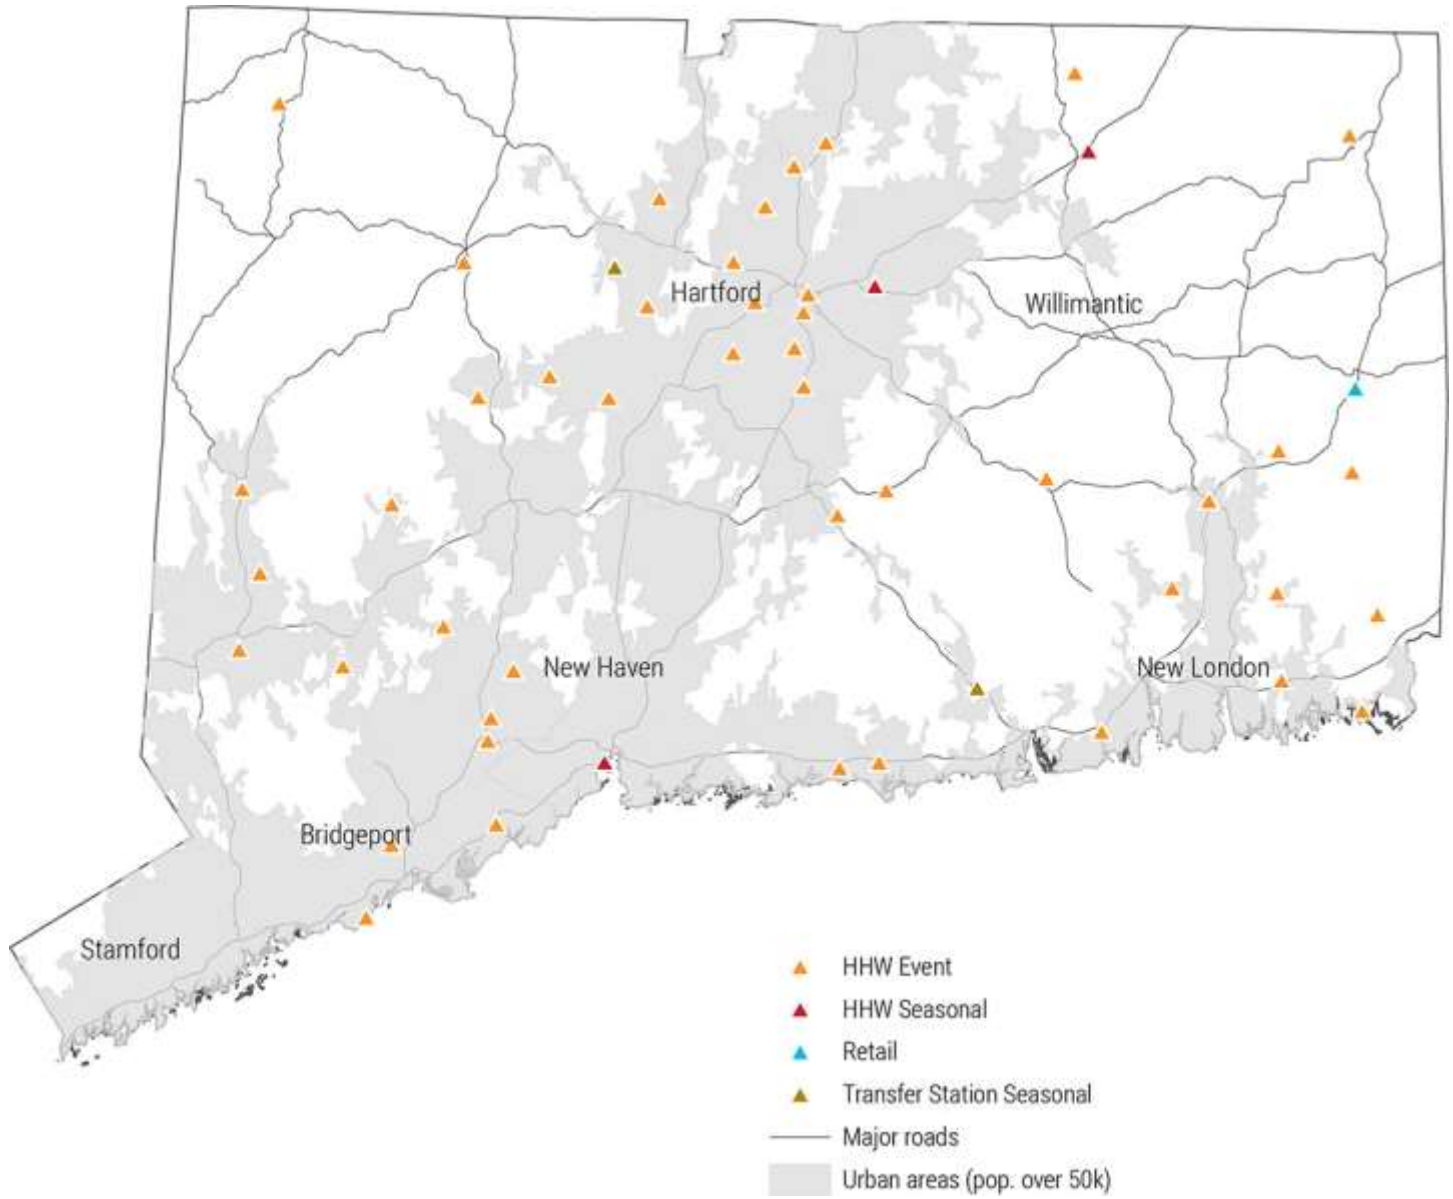 Hartford
Willimantic
New Haven
New London
Bridgeport
Stamford
HHW Event
HHW Seasonal
Retail
Transfer Station Seasonal
Major roads
Urban areas (pop. over 50k)